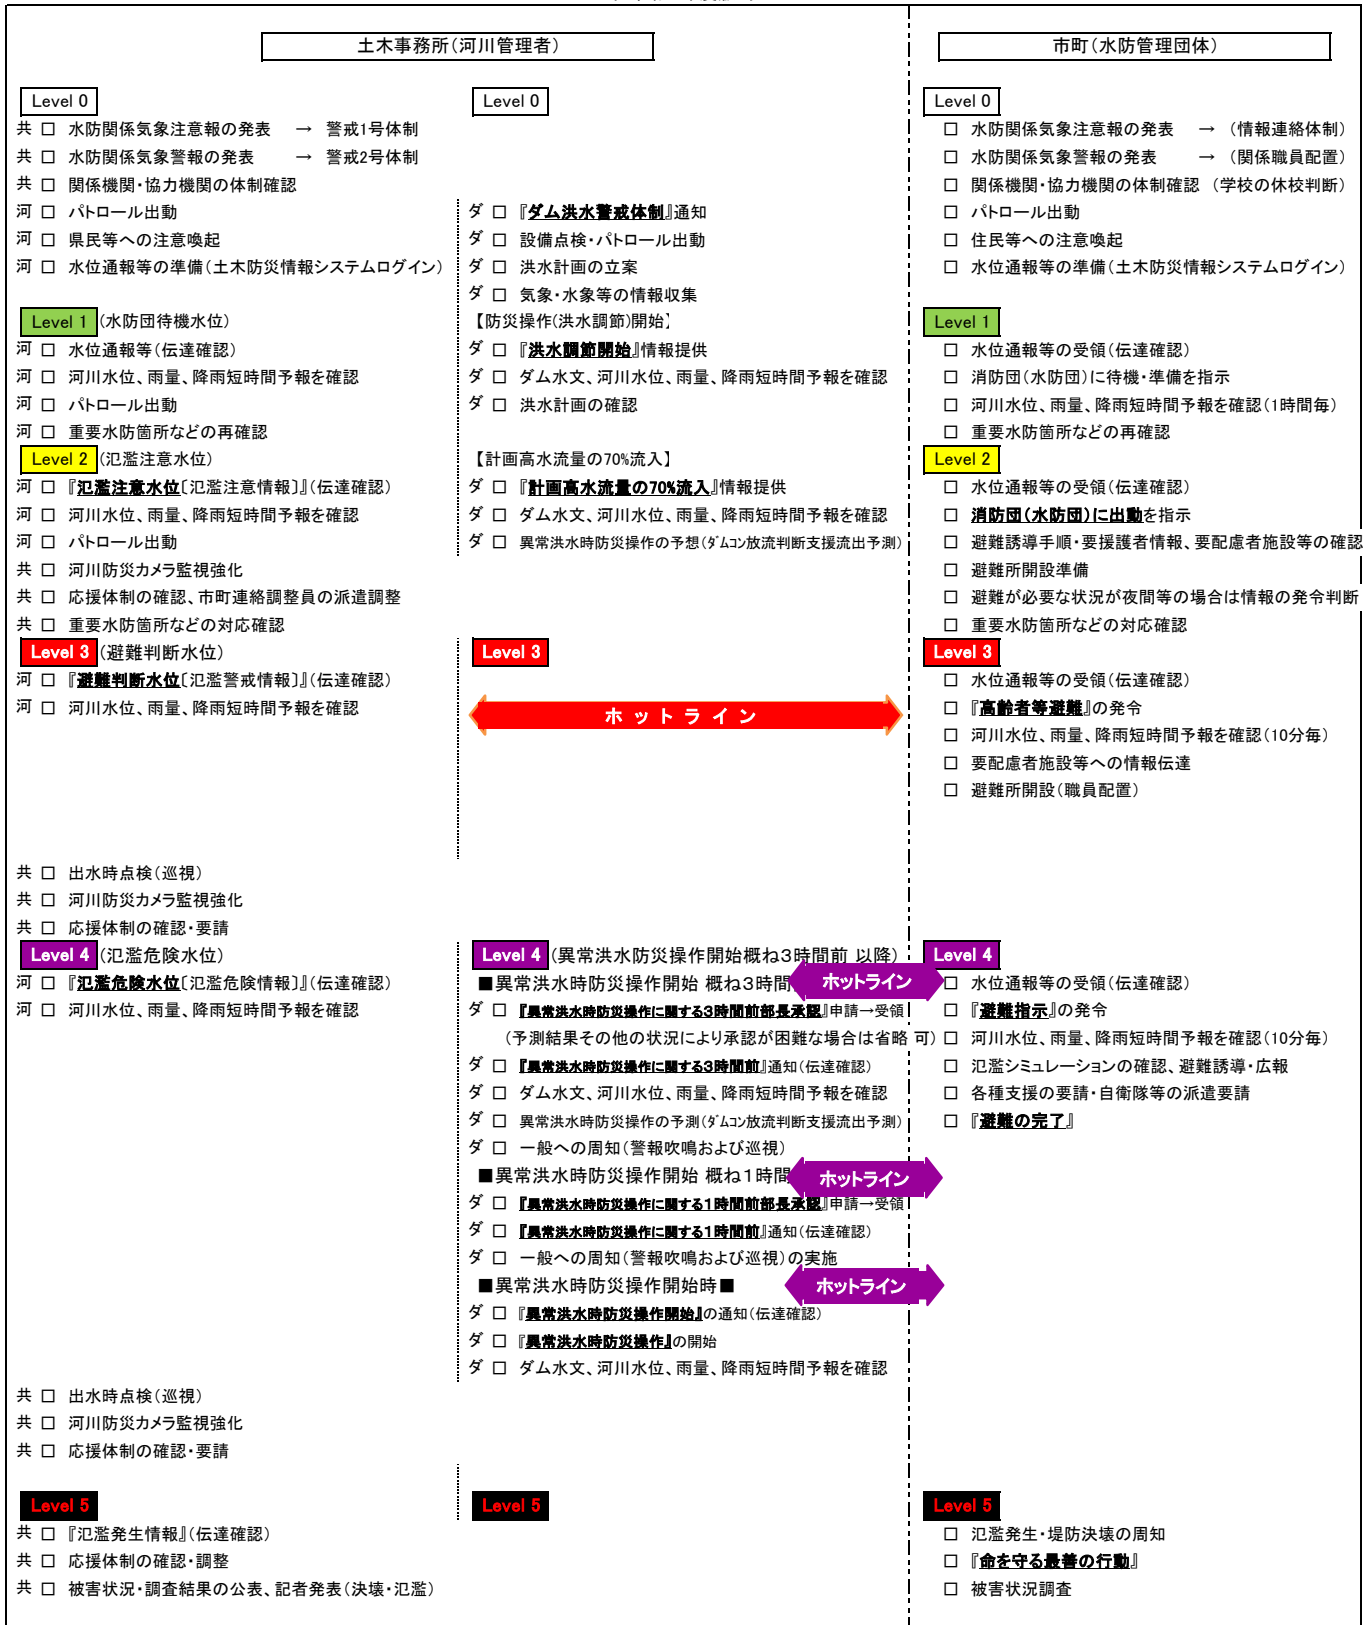 土木事務所(河川管理者)
市町(水防管理団体)
Level 0
共 □ 水防関係気象注意報の発表 → 警戒1号体制
共 □ 水防関係気象警報の発表 → 警戒2号体制
共 □ 関係機関・協力機関の体制確認
河 □ パトロール出動
河 □ 県民等への注意喚起
河 □ 水位通報等の準備(土木防災情報システムログイン)
Level 0
ダ □ 『ダム洪水警戒体制』通知
ダ □ 設備点検・パトロール出動
ダ □ 洪水計画の立案
ダ □ 気象・水象等の情報収集
Level 0
□ 水防関係気象注意報の発表 → (情報連絡体制)
□ 水防関係気象警報の発表 → (関係職員配置)
□ 関係機関・協力機関の体制確認 (学校の休校判断)
□ パトロール出動
□ 住民等への注意喚起
□ 水位通報等の準備(土木防災情報システムログイン)
Level 1 (水防団待機水位)
河 □ 水位通報等(伝達確認)
河 □ 河川水位、雨量、降雨短時間予報を確認
河 □ パトロール出動
河 □ 重要水防箇所などの再確認
【防災操作(洪水調節)開始】
ダ □ 『洪水調節開始』情報提供
ダ □ ダム水文、河川水位、雨量、降雨短時間予報を確認
ダ □ 洪水計画の確認
Level 1
□ 水位通報等の受領(伝達確認)
□ 消防団(水防団)に待機・準備を指示
□ 河川水位、雨量、降雨短時間予報を確認(1時間毎)
□ 重要水防箇所などの再確認
Level 2 (氾濫注意水位)
河 □ 『氾濫注意水位〔氾濫注意情報〕』(伝達確認)
河 □ 河川水位、雨量、降雨短時間予報を確認
河 □ パトロール出動
共 □ 河川防災カメラ監視強化
共 □ 応援体制の確認、市町連絡調整員の派遣調整
共 □ 重要水防箇所などの対応確認
【計画高水流量の70%流入】
ダ □ 『計画高水流量の70%流入』情報提供
ダ □ ダム水文、河川水位、雨量、降雨短時間予報を確認
ダ □ 異常洪水時防災操作の予想(ダムコン放流判断支援流出予測)
Level 2
□ 水位通報等の受領(伝達確認)
□ 消防団(水防団)に出動を指示
□ 避難誘導手順・要援護者情報、要配慮者施設等の確認
□ 避難所開設準備
□ 避難が必要な状況が夜間等の場合は情報の発令判断
□ 重要水防箇所などの対応確認
Level 3 (避難判断水位)
河 □ 『避難判断水位〔氾濫警戒情報〕』(伝達確認)
河 □ 河川水位、雨量、降雨短時間予報を確認
共 □ 出水時点検(巡視)
共 □ 河川防災カメラ監視強化
共 □ 応援体制の確認・要請
Level 3
ホットライン
Level 3
□ 水位通報等の受領(伝達確認)
□ 『高齢者等避難』の発令
□ 河川水位、雨量、降雨短時間予報を確認(10分毎)
□ 要配慮者施設等への情報伝達
□ 避難所開設(職員配置)
Level 4 (氾濫危険水位)
河 □ 『氾濫危険水位〔氾濫危険情報〕』(伝達確認)
河 □ 河川水位、雨量、降雨短時間予報を確認
共 □ 出水時点検(巡視)
共 □ 河川防災カメラ監視強化
共 □ 応援体制の確認・要請
Level 4 (異常洪水防災操作開始概ね3時間前 以降)
■異常洪水時防災操作開始 概ね3時間
ホットライン
ダ □ 『異常洪水時防災操作に関する3時間前部長承認』申請→受領
(予測結果その他の状況により承認が困難な場合は省略 可)
ダ □ 『異常洪水時防災操作に関する3時間前』通知(伝達確認)
ダ □ ダム水文、河川水位、雨量、降雨短時間予報を確認
ダ □ 異常洪水時防災操作の予測(ダムコン放流判断支援流出予測)
ダ □ 一般への周知(警報吹鳴および巡視)
■異常洪水時防災操作開始 概ね1時間
ホットライン
ダ □ 『異常洪水時防災操作に関する1時間前部長承認』申請→受領
ダ □ 『異常洪水時防災操作に関する1時間前』通知(伝達確認)
ダ □ 一般への周知(警報吹鳴および巡視)の実施
■異常洪水時防災操作開始時■
ホットライン
ダ □ 『異常洪水時防災操作開始』の通知(伝達確認)
ダ □ 『異常洪水時防災操作』の開始
ダ □ ダム水文、河川水位、雨量、降雨短時間予報を確認
Level 4
□ 水位通報等の受領(伝達確認)
□ 『避難指示』の発令
□ 河川水位、雨量、降雨短時間予報を確認(10分毎)
□ 氾濫シミュレーションの確認、避難誘導・広報
□ 各種支援の要請・自衛隊等の派遣要請
□ 『避難の完了』
Level 5
共 □ 『氾濫発生情報』(伝達確認)
共 □ 応援体制の確認・調整
共 □ 被害状況・調査結果の公表、記者発表(決壊・氾濫)
Level 5
Level 5
□ 氾濫発生・堤防決壊の周知
□ 『命を守る最善の行動』
□ 被害状況調査